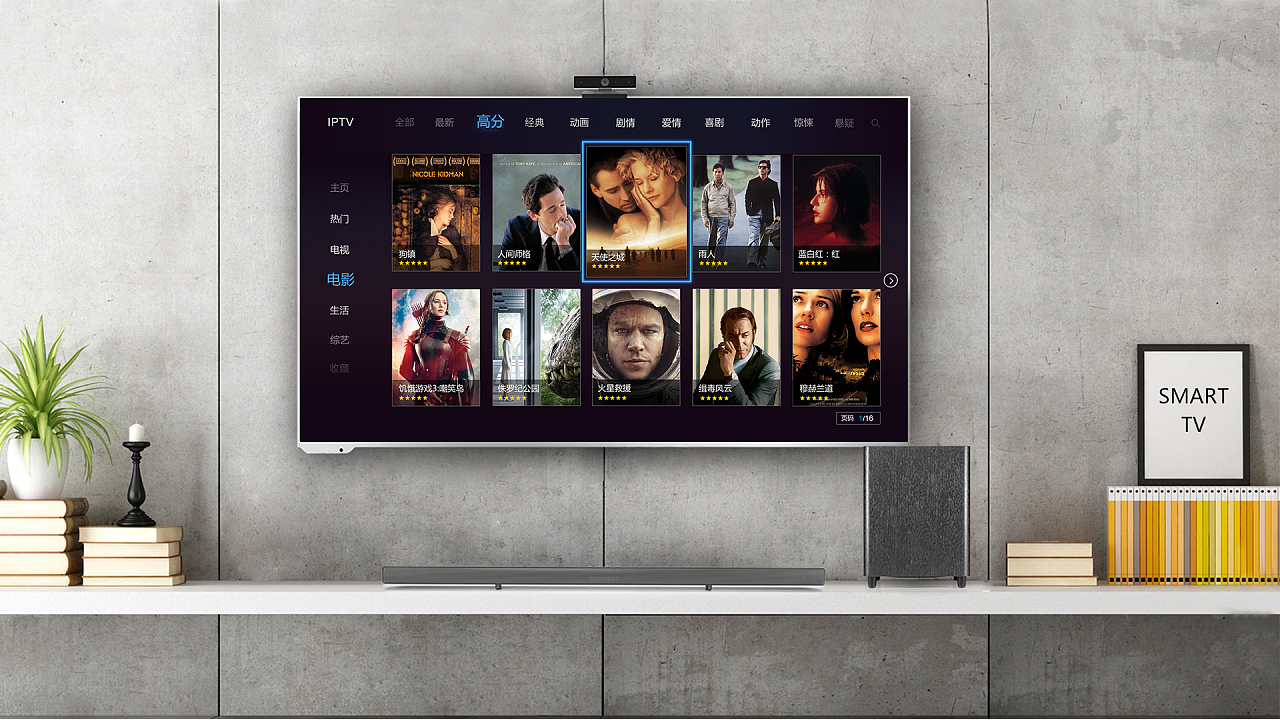 IPTV
全部 最新 高分 经典 动画 剧情 爱情 喜剧 动作 惊悚 悬疑
主页
热门
电视
电影
生活
综艺
收藏
NICOLE KIDMAN
狗镇
人间师格
天使之城
雨人
蓝白红：红
饥饿游戏3:嘲笑鸟
侏罗纪公园
火星救援
缉毒风云
穆赫兰道
页码 1/16
SMART
TV